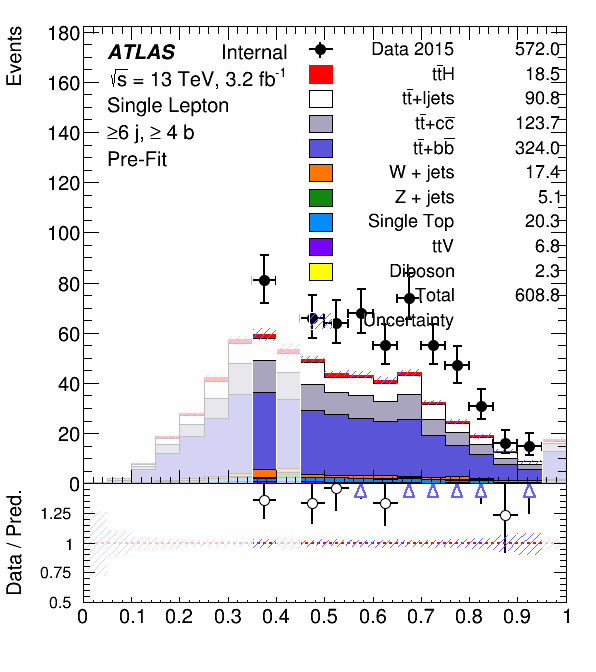 Events
180
160
140
120
100
80
60
40
20
0
ATLAS Internal
√s = 13 TeV, 3.2 fb⁻¹
Single Lepton
≥6 j, ≥ 4 b
Pre-Fit
Data 2015 572.0
tt̄H 18.5
tt̄+ljets 90.8
tt̄+cc̄ 123.7
tt̄+bb̄ 324.0
W + jets 17.4
Z + jets 5.1
Single Top 20.3
ttV 6.8
Diboson 2.3
Total 608.8
Uncertainty
Data / Pred.
1.25
1
0.75
0.5
0 0.1 0.2 0.3 0.4 0.5 0.6 0.7 0.8 0.9 1